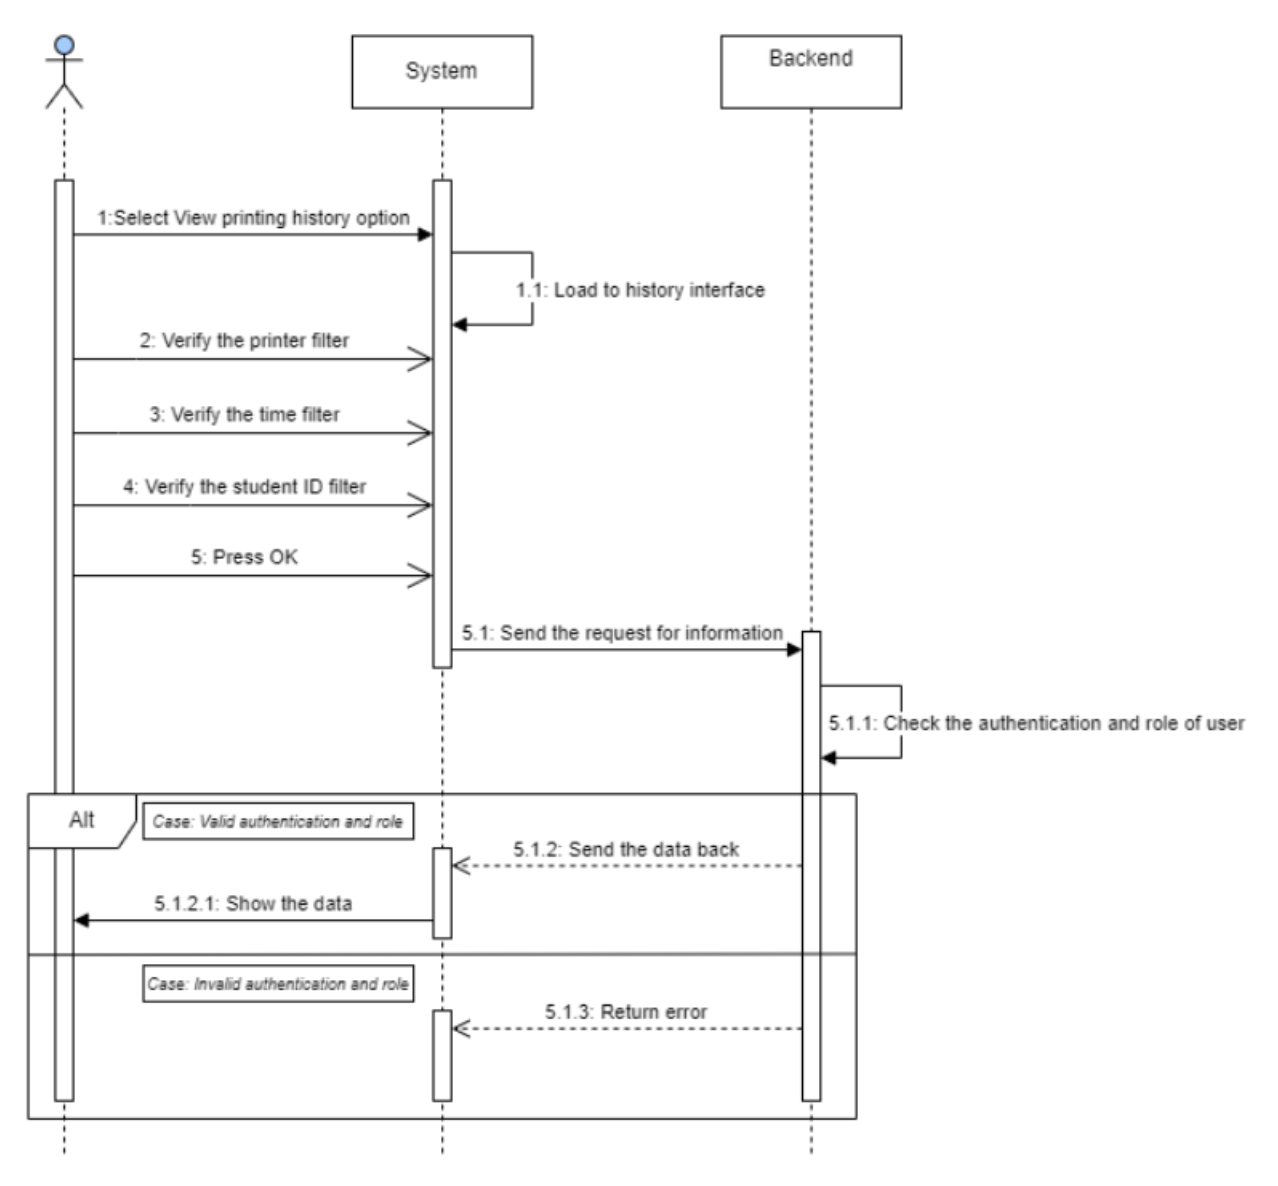 System
Backend
1:Select View printing history option
1.1: Load to history interface
2: Verify the printer filter
3: Verify the time filter
4: Verify the student ID filter
5: Press OK
5.1: Send the request for information
5.1.1: Check the authentication and role of user
Alt
Case: Valid authentication and role
5.1.2: Send the data back
5.1.2.1: Show the data
Case: Invalid authentication and role
5.1.3: Return error